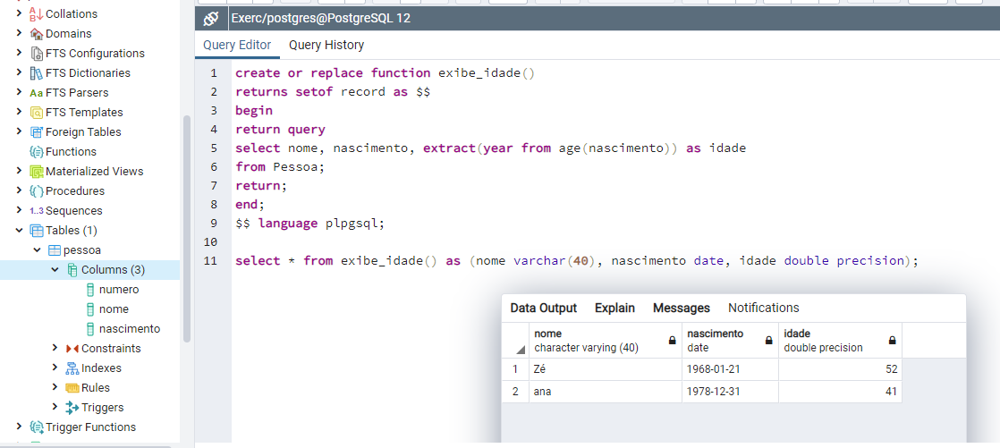 Collations
Domains
FTS Configurations
FTS Dictionaries
Aa FTS Parsers
FTS Templates
Foreign Tables
Functions
Materialized Views
Procedures
1..3 Sequences
Tables (1)
pessoa
Columns (3)
numero
nome
nascimento
Constraints
Indexes
Rules
Triggers
Trigger Functions
Exerc/postgres@PostgreSQL 12
Query Editor Query History
1 create or replace function exibe_idade()
2 returns setof record as $$
3 begin
4 return query
5 select nome, nascimento, extract(year from age(nascimento)) as idade
6 from Pessoa;
7 return;
8 end;
9 $$ language plpgsql;
10
11 select * from exibe_idade() as (nome varchar(40), nascimento date, idade double precision);
Data Output Explain Messages Notifications
nome nascimento idade
character varying (40) date double precision
1 Zé 1968-01-21 52
2 ana 1978-12-31 41